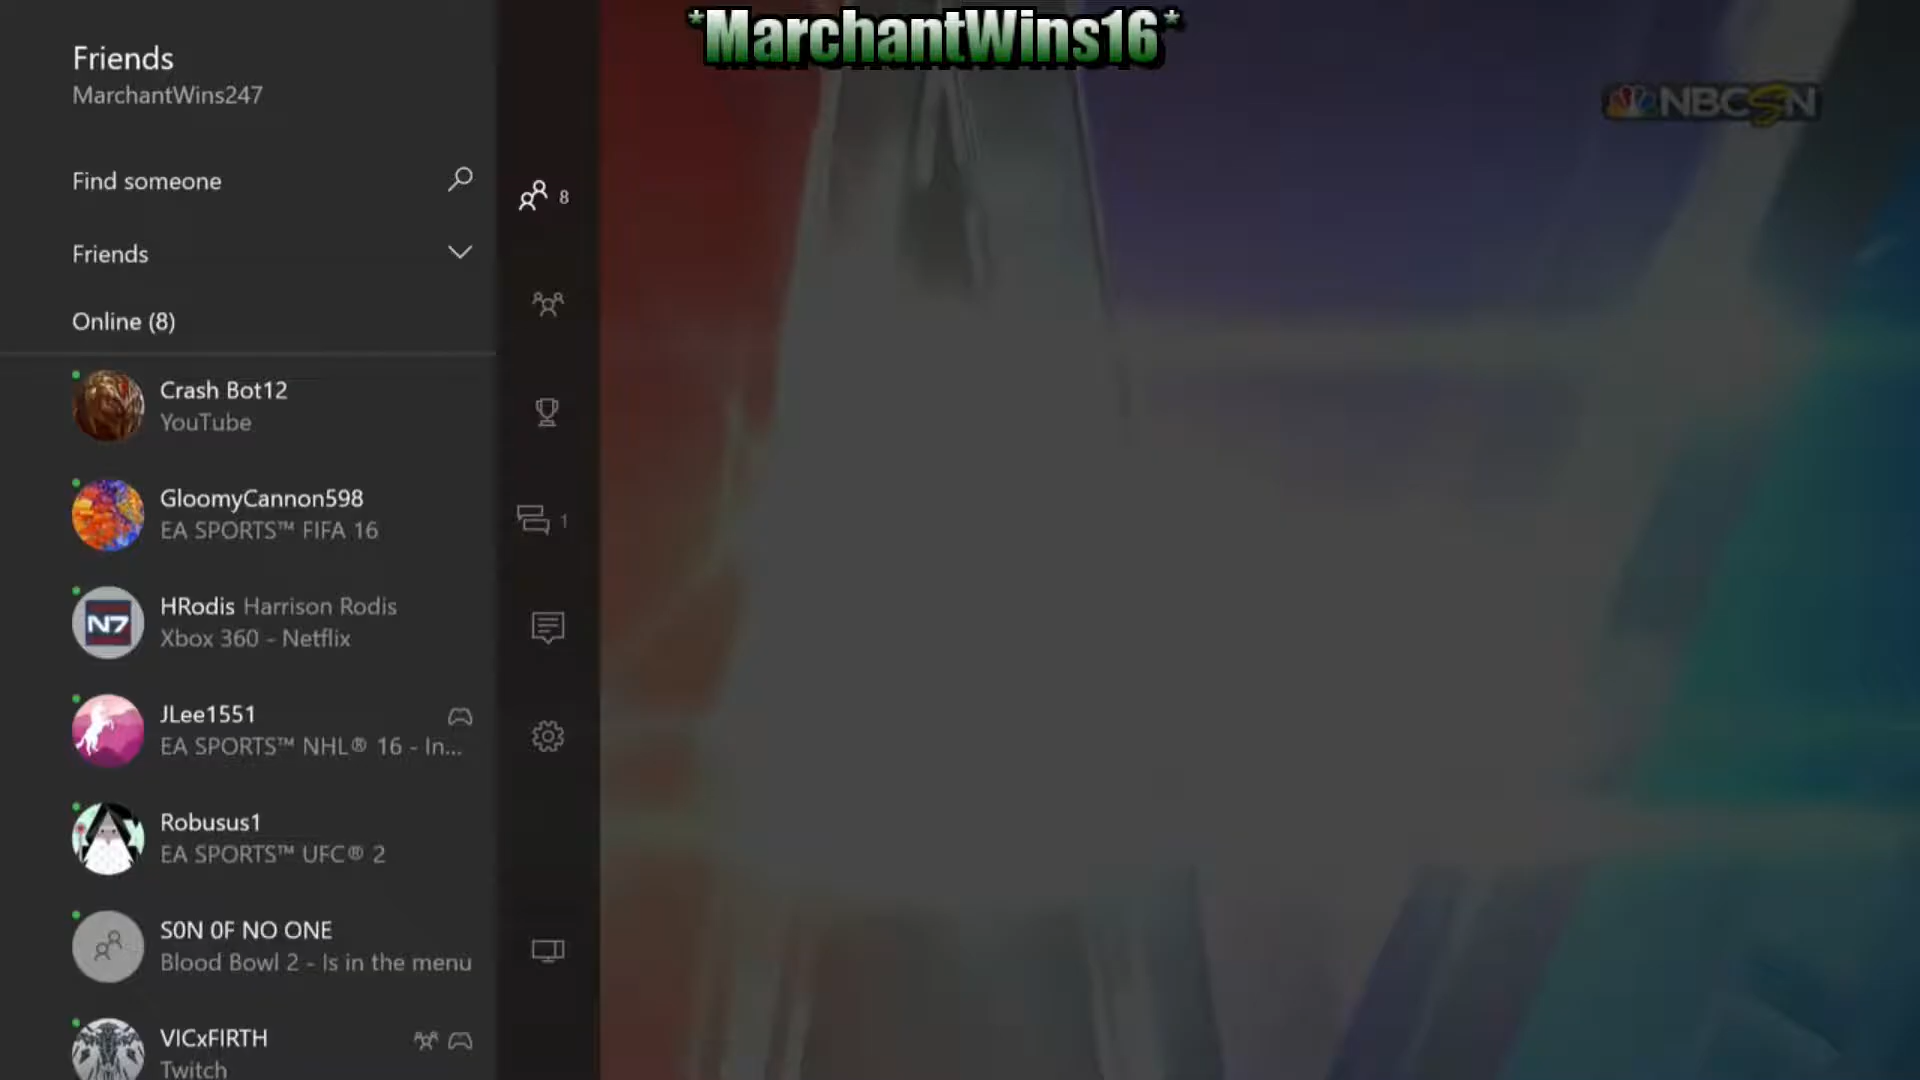 *MarchantWins16*
Friends
MarchantWins247
NBCSN
Find someone
8
Friends
Online (8)
Crash Bot12
YouTube
GloomyCannon598
EA SPORTS™ FIFA 16
1
HRodis Harrison Rodis
Xbox 360 - Netflix
N7
JLee1551
EA SPORTS™ NHL® 16 - In...
Robusus1
EA SPORTS™ UFC® 2
S0N 0F NO ONE
Blood Bowl 2 - Is in the menu
VICxFIRTH
Twitch